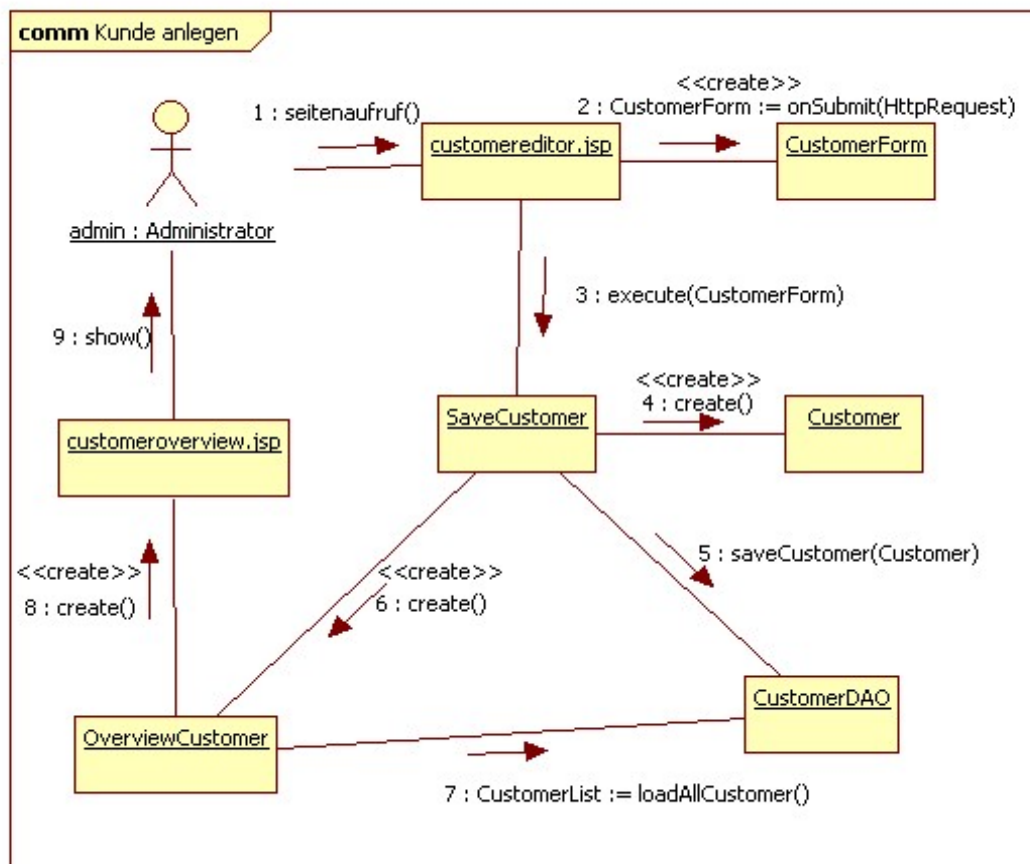 comm Kunde anlegen
<<create>>
1 : seitenaufruf()
2 : CustomerForm := onSubmit(HttpRequest)
customereditor.jsp
CustomerForm
admin : Administrator
3 : execute(CustomerForm)
9 : show()
<<create>>
4 : create()
SaveCustomer
Customer
customeroverview.jsp
5 : saveCustomer(Customer)
<<create>>
8 : create()
<<create>>
6 : create()
CustomerDAO
OverviewCustomer
7 : CustomerList := loadAllCustomer()